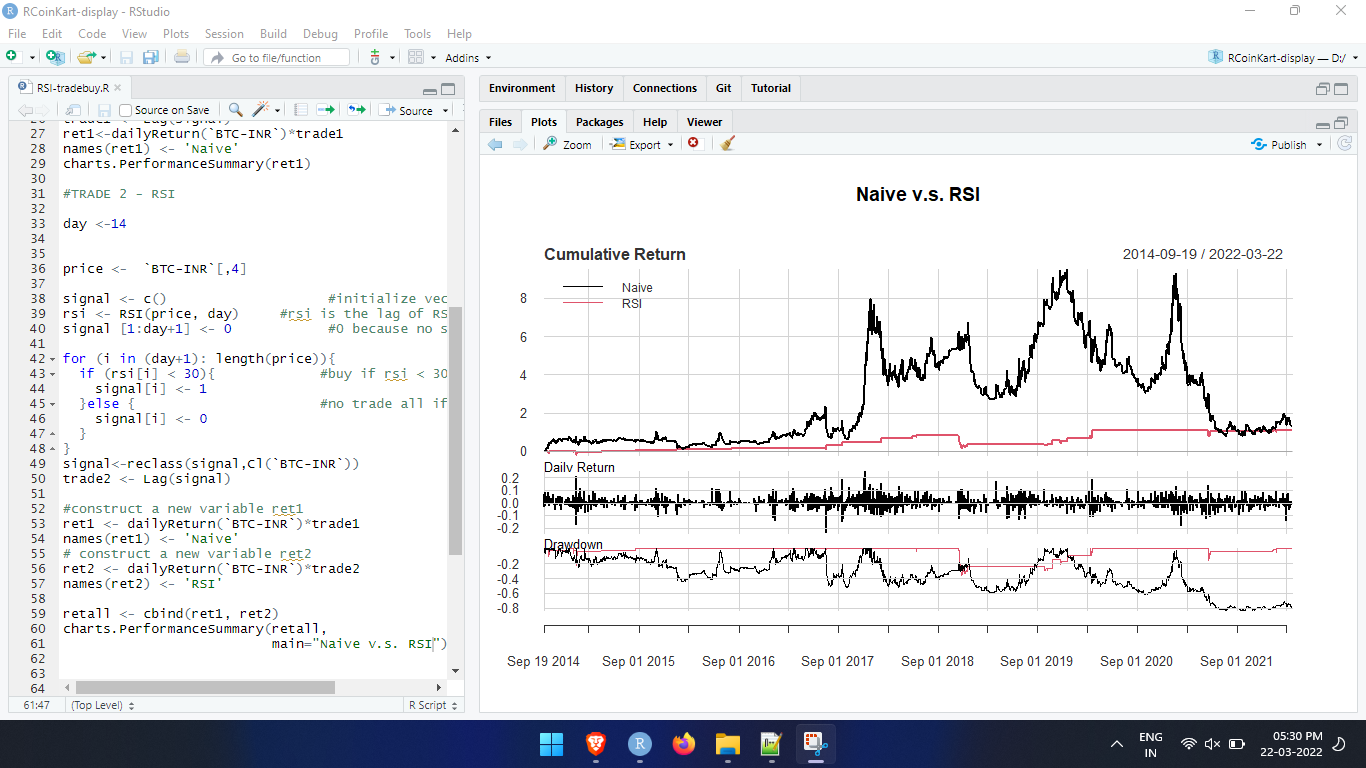 RCoinKart-display - RStudio
File Edit Code View Plots Session Build Debug Profile Tools Help
Go to file/function Addins RCoinKart-display — D:/
RSI-tradebuy.R
Source on Save Source
27 ret1<-dailyReturn(`BTC-INR`)*trade1
28 names(ret1) <- 'Naive'
29 charts.PerformanceSummary(ret1)
30
31 #TRADE 2 - RSI
32
33 day <-14
34
35
36 price <- `BTC-INR`[,4]
37
38 signal <- c() #initialize vec
39 rsi <- RSI(price, day) #rsi is the lag of RS
40 signal [1:day+1] <- 0 #0 because no s
41
42 for (i in (day+1): length(price)){
43 if (rsi[i] < 30){ #buy if rsi < 30
44 signal[i] <- 1
45 }else { #no trade all if
46 signal[i] <- 0
47 }
48 }
49 signal<-reclass(signal,Cl(`BTC-INR`))
50 trade2 <- Lag(signal)
51
52 #construct a new variable ret1
53 ret1 <- dailyReturn(`BTC-INR`)*trade1
54 names(ret1) <- 'Naive'
55 # construct a new variable ret2
56 ret2 <- dailyReturn(`BTC-INR`)*trade2
57 names(ret2) <- 'RSI'
58
59 retall <- cbind(ret1, ret2)
60 charts.PerformanceSummary(retall,
61 main="Naive v.s. RSI")
62
63
64
61:47 (Top Level) R Script
Environment History Connections Git Tutorial
Files Plots Packages Help Viewer
Zoom Export Publish
Naive v.s. RSI
Cumulative Return 2014-09-19 / 2022-03-22
Naive
RSI
8
6
4
2
0
Daily Return
0.2
0.1
0.0
-0.1
-0.2
Drawdown
-0.2
-0.4
-0.6
-0.8
Sep 19 2014 Sep 01 2015 Sep 01 2016 Sep 01 2017 Sep 01 2018 Sep 01 2019 Sep 01 2020 Sep 01 2021
ENG
IN
05:30 PM
22-03-2022